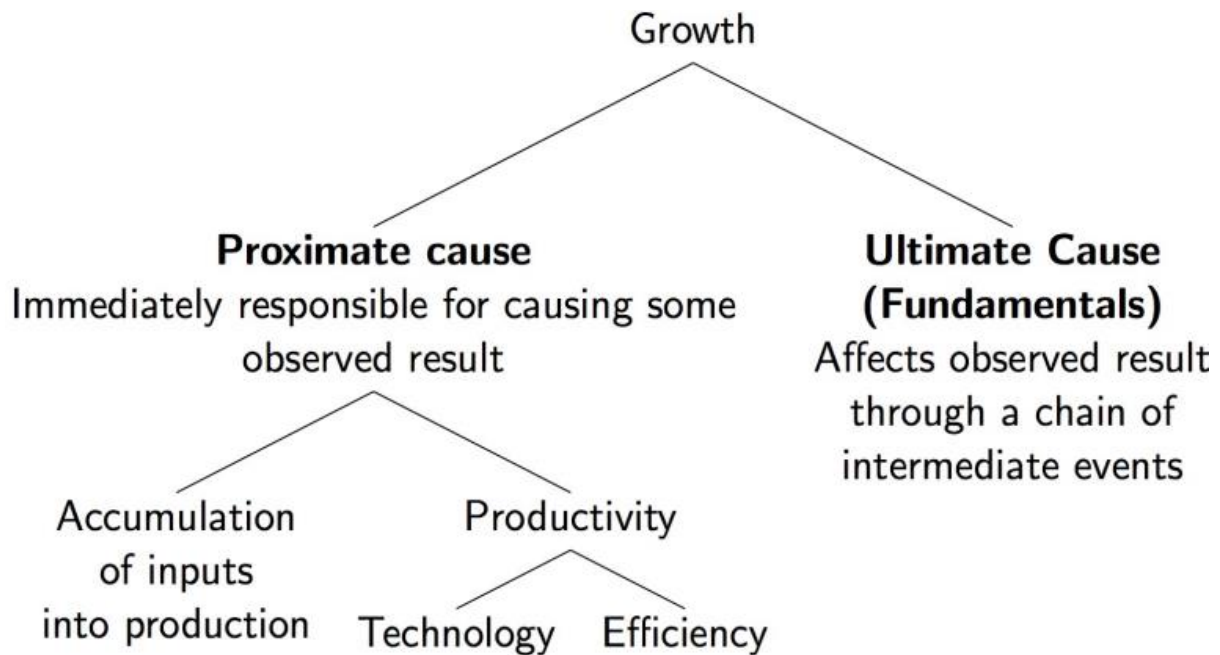 Growth
Proximate cause
Immediately responsible for causing some
observed result
Ultimate Cause
(Fundamentals)
Affects observed result
through a chain of
intermediate events
Accumulation
of inputs
into production
Productivity
Technology
Efficiency